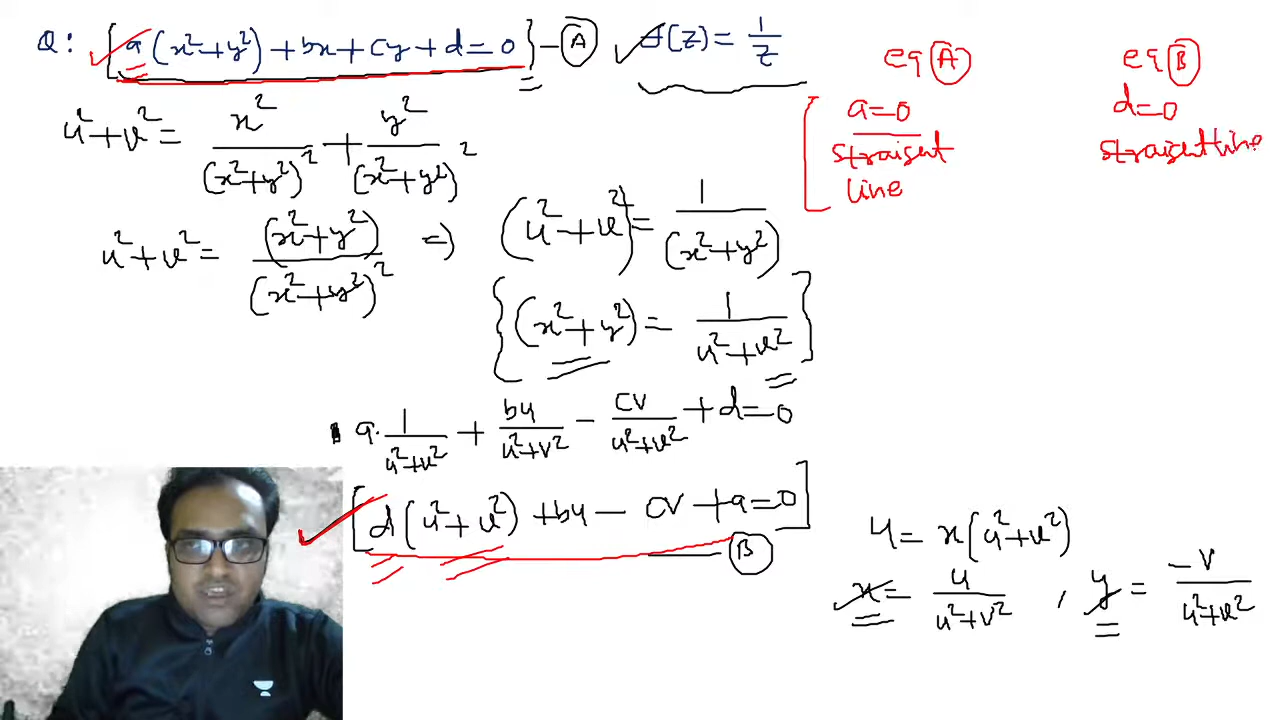 Q: [a(x²+y²)+bx+cy+d=0] — A f(z) = 1/z
eq A
a=0
straight
line
eq B
d=0
straight line
u²+v² = x²/(x²+y²)² + y²/(x²+y²)²
u²+v² = (x²+y²)/(x²+y²)² ⇒ (u²+v²) = 1/(x²+y²)
{(x²+y²) = 1/(u²+v²)}
a·1/(u²+v²) + bu/(u²+v²) − cv/(u²+v²) + d=0
[d(u²+v²)+bu − cv + a=0] — B
u = x(u²+v²)
x = u/(u²+v²) , y = −v/(u²+v²)